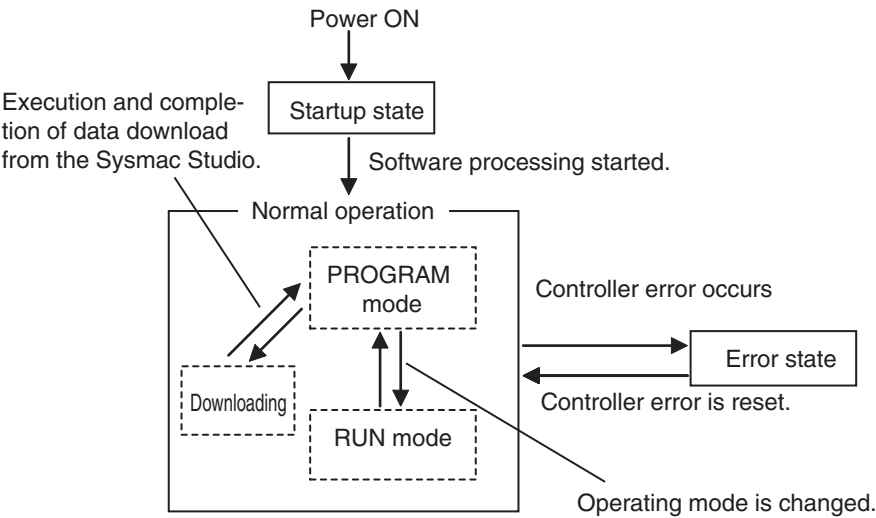 Power ON
Startup state
Execution and comple-
tion of data download
from the Sysmac Studio.
Software processing started.
Normal operation
PROGRAM
mode
Downloading
RUN mode
Controller error occurs
Error state
Controller error is reset.
Operating mode is changed.